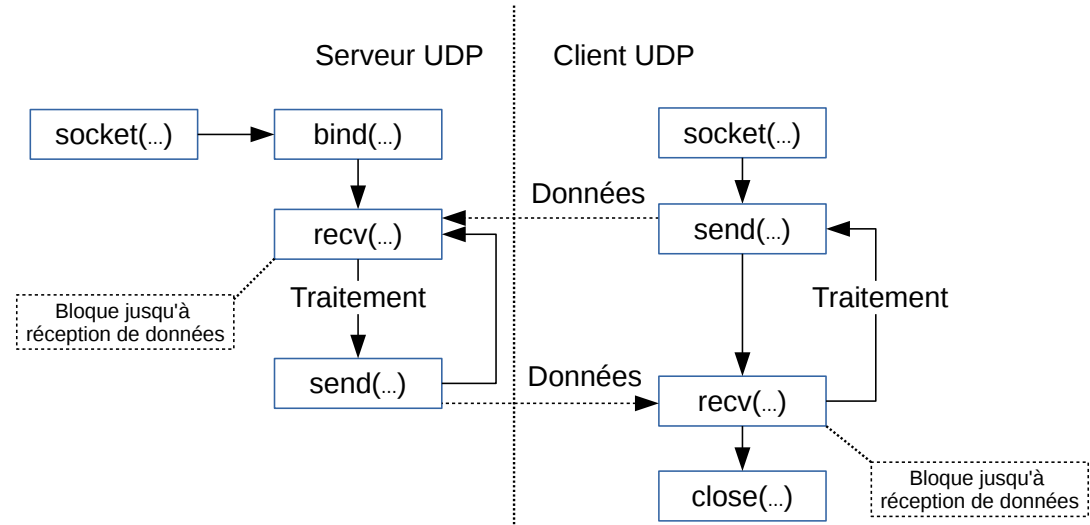 Serveur UDP
Client UDP
socket(...)
bind(...)
socket(...)
Données
recv(...)
send(...)
Traitement
Bloque jusqu'à
réception de données
Traitement
send(...)
Données
recv(...)
close(...)
Bloque jusqu'à
réception de données